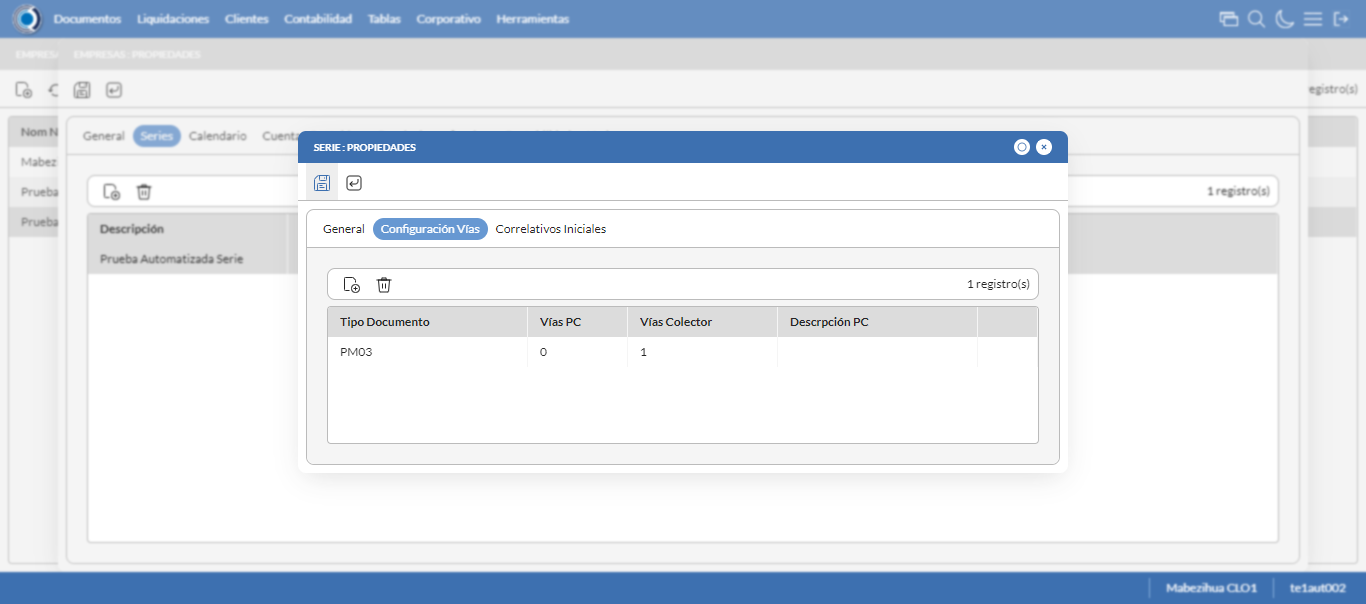 Documentos Liquidaciones Clientes Contabilidad Tablas Corporativo Herramientas
EMPRESAS : PROPIEDADES
egistro(s)
Nom N
General Series Calendario Cuenta
SERIE : PROPIEDADES
Mabez
Prueba
1 registro(s)
Prueba
General Configuración Vías Correlativos Iniciales
Descripción
Prueba Automatizada Serie
1 registro(s)
Tipo Documento Vías PC Vías Colector Descrpción PC
PM03 0 1
Mabezihua CLO1 te1aut002